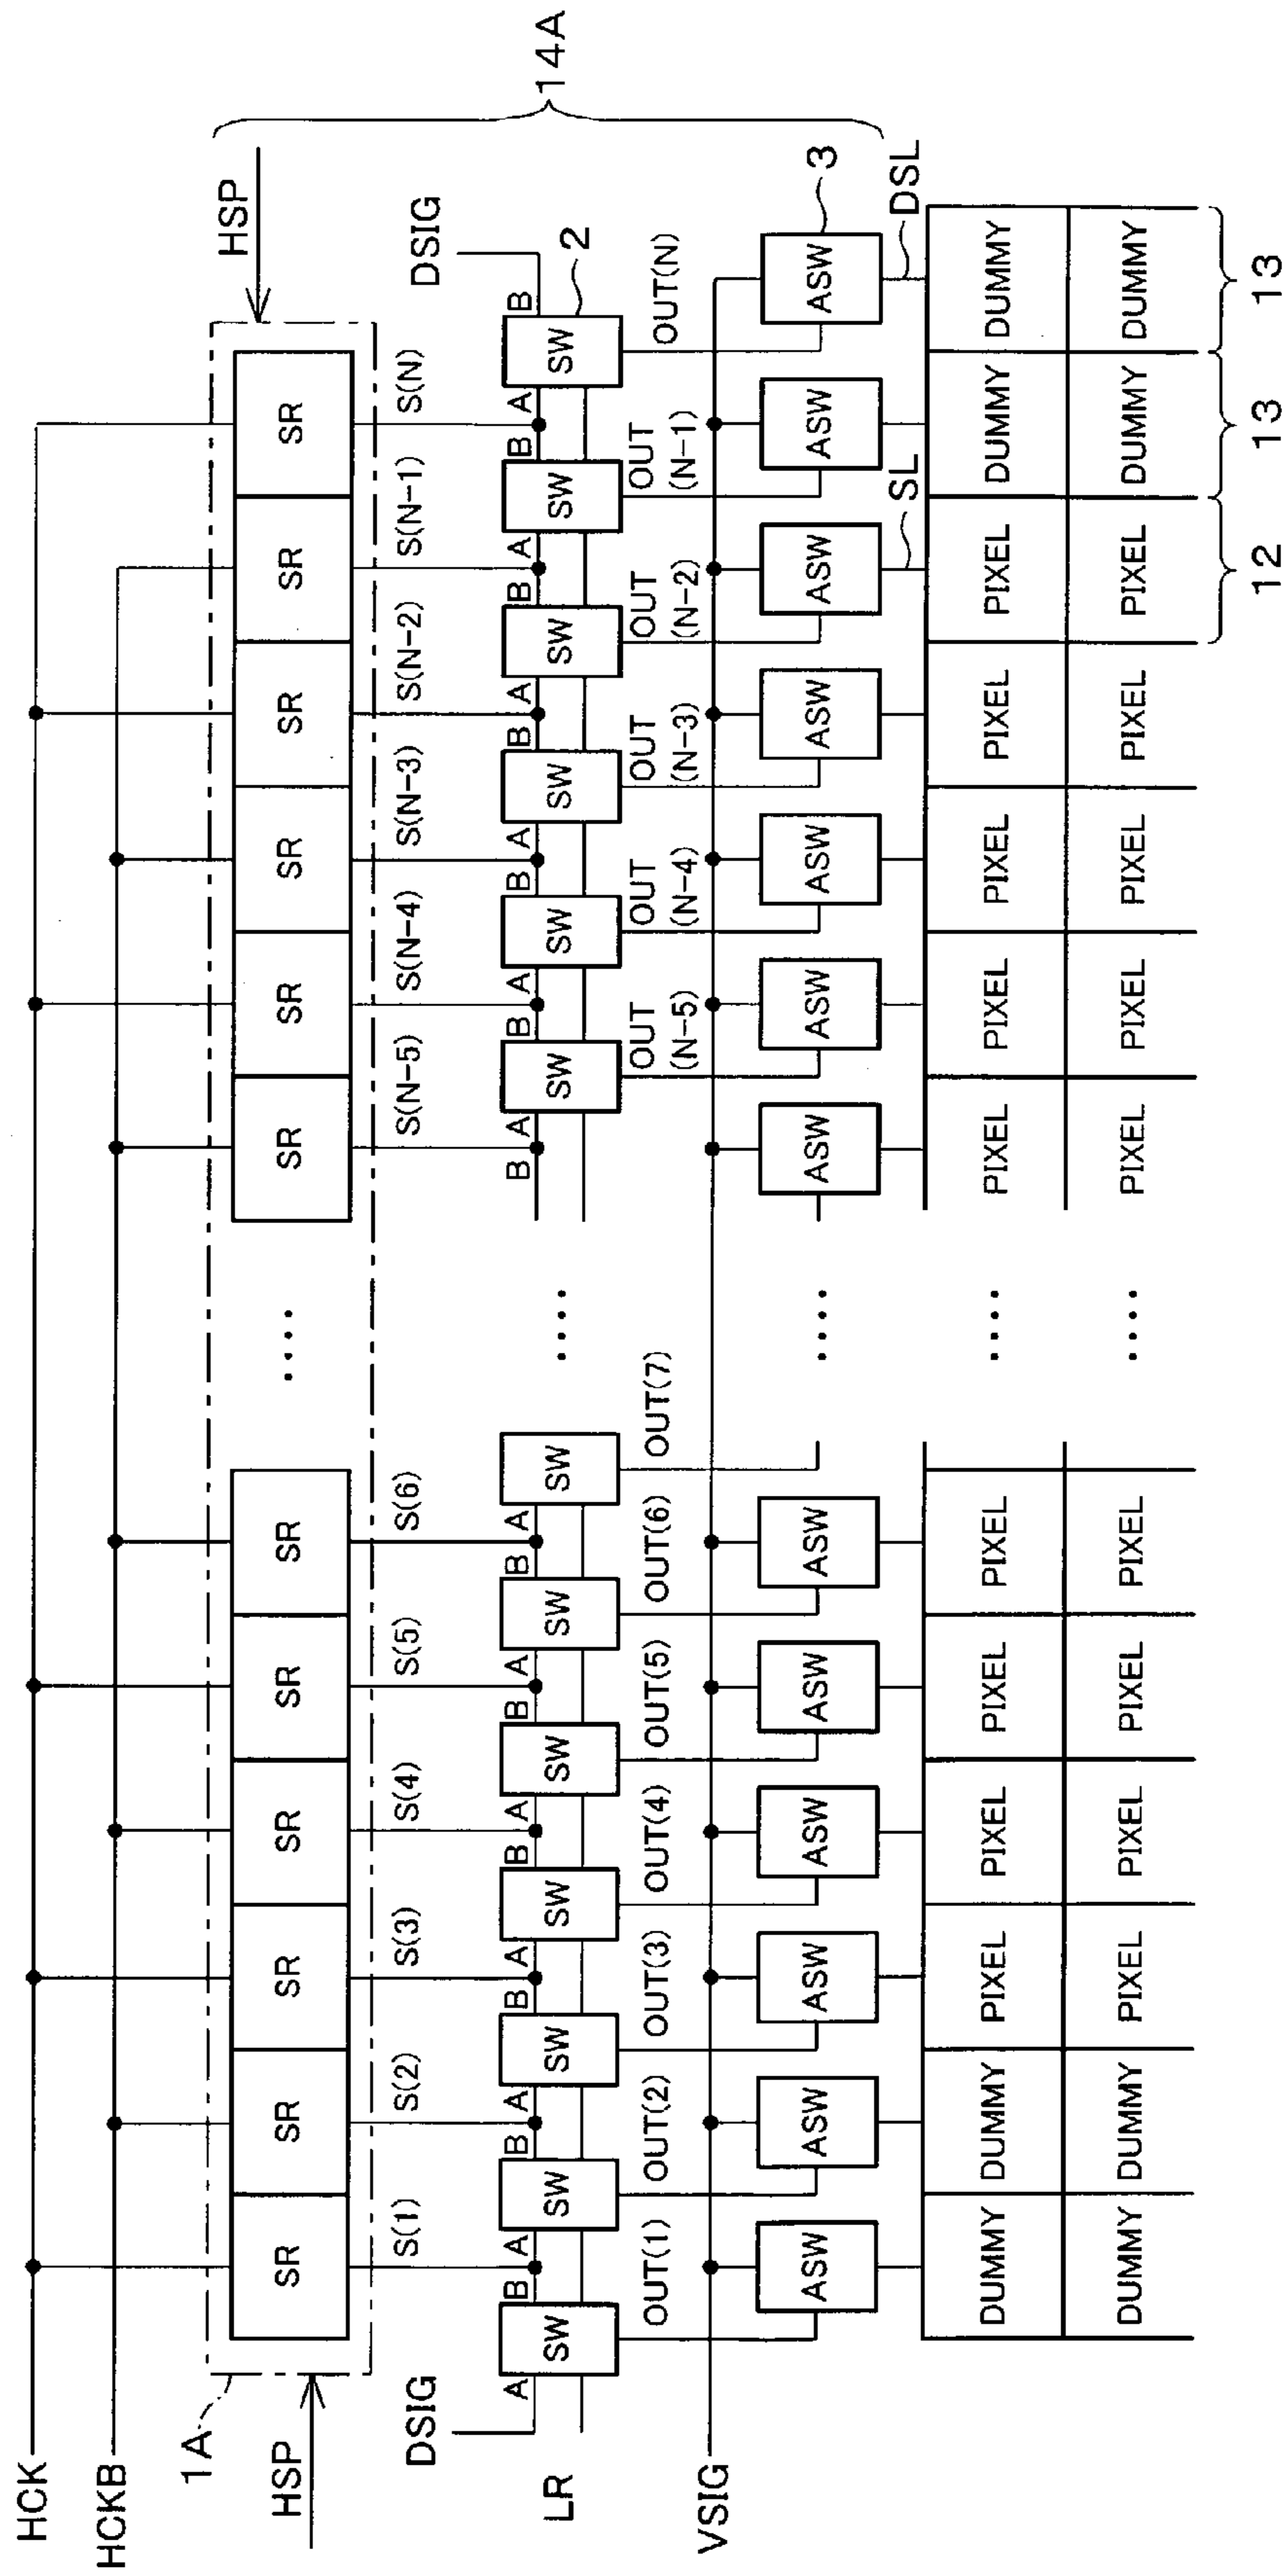 HCK
HCKB
1A
HSP
HSP
14A
SR SR SR SR SR SR .... SR SR SR SR SR SR
S(1) S(2) S(3) S(4) S(5) S(6) S(N-5) S(N-4) S(N-3) S(N-2) S(N-1) S(N)
DSIG
DSIG
A B A B A B A B A B A B A B A B A B A B A B A B A B
LR
SW SW SW SW SW SW SW .... SW SW SW SW SW SW
2
OUT(1) OUT(2) OUT(3) OUT(4) OUT(5) OUT(6) OUT(7)
OUT
(N-5)
OUT
(N-4)
OUT
(N-3)
OUT
(N-2)
OUT
(N-1)
OUT(N)
VSIG
ASW ASW ASW ASW ASW ASW .... ASW ASW ASW ASW ASW ASW ASW
3
SL
DSL
DUMMY DUMMY PIXEL PIXEL PIXEL PIXEL .... PIXEL PIXEL PIXEL PIXEL PIXEL DUMMY DUMMY
DUMMY DUMMY PIXEL PIXEL PIXEL PIXEL .... PIXEL PIXEL PIXEL PIXEL PIXEL DUMMY DUMMY
12 13 13